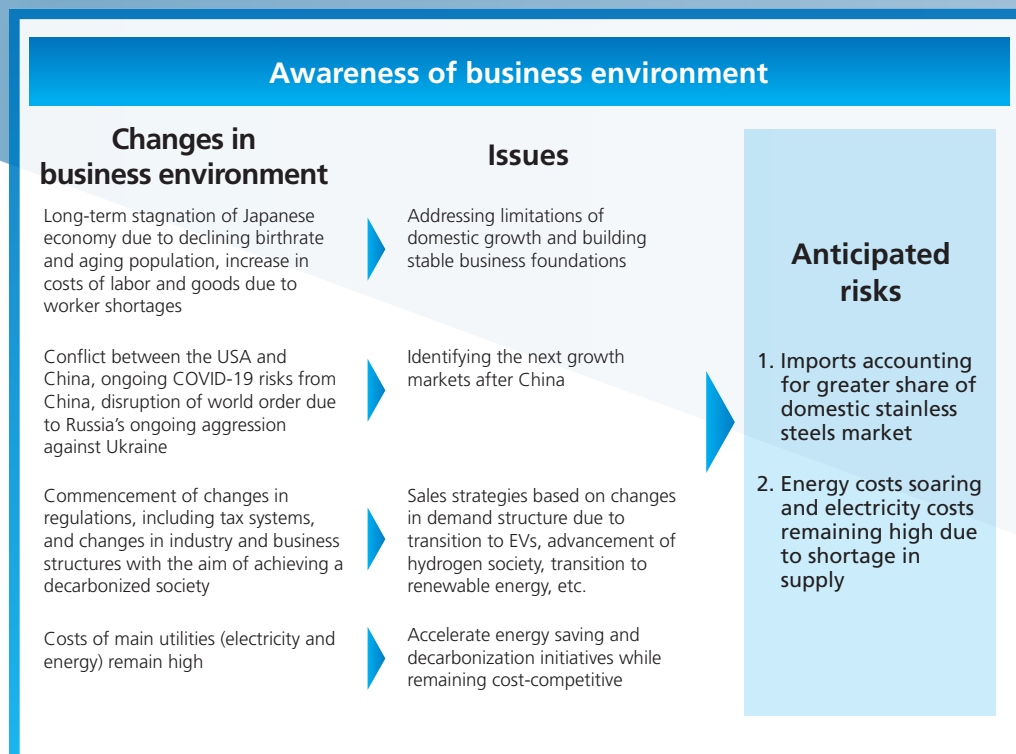 Awareness of business environment
Changes in
business environment
Issues
Long-term stagnation of Japanese
economy due to declining birthrate
and aging population, increase in
costs of labor and goods due to
worker shortages
Addressing limitations of
domestic growth and building
stable business foundations
Conflict between the USA and
China, ongoing COVID-19 risks from
China, disruption of world order due
to Russia’s ongoing aggression
against Ukraine
Identifying the next growth
markets after China
Commencement of changes in
regulations, including tax systems,
and changes in industry and business
structures with the aim of achieving a
decarbonized society
Sales strategies based on changes
in demand structure due to
transition to EVs, advancement of
hydrogen society, transition to
renewable energy, etc.
Costs of main utilities (electricity and
energy) remain high
Accelerate energy saving and
decarbonization initiatives while
remaining cost-competitive
Anticipated
risks
1. Imports accounting
for greater share of
domestic stainless
steels market
2. Energy costs soaring
and electricity costs
remaining high due
to shortage in
supply